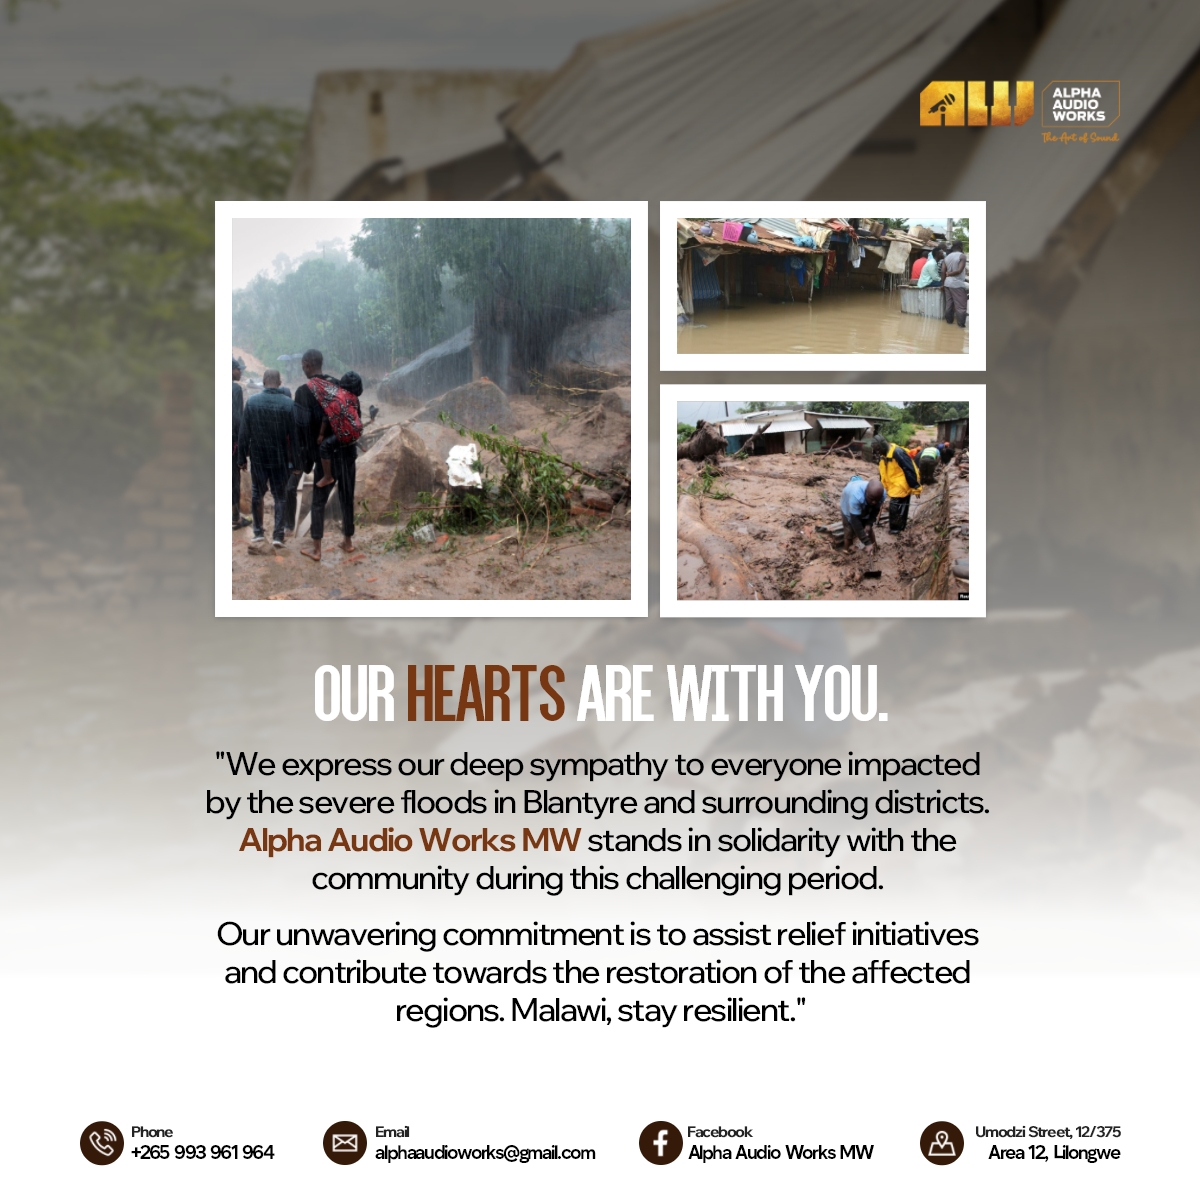 AW
ALPHA
AUDIO
WORKS
The Art of Sound
OUR HEARTS ARE WITH YOU.
"We express our deep sympathy to everyone impacted
by the severe floods in Blantyre and surrounding districts.
Alpha Audio Works MW stands in solidarity with the
community during this challenging period.
Our unwavering commitment is to assist relief initiatives
and contribute towards the restoration of the affected
regions. Malawi, stay resilient."
Phone
+265 993 961 964
Email
alphaaudioworks@gmail.com
Facebook
Alpha Audio Works MW
Umodzi Street, 12/375
Area 12, Lilongwe